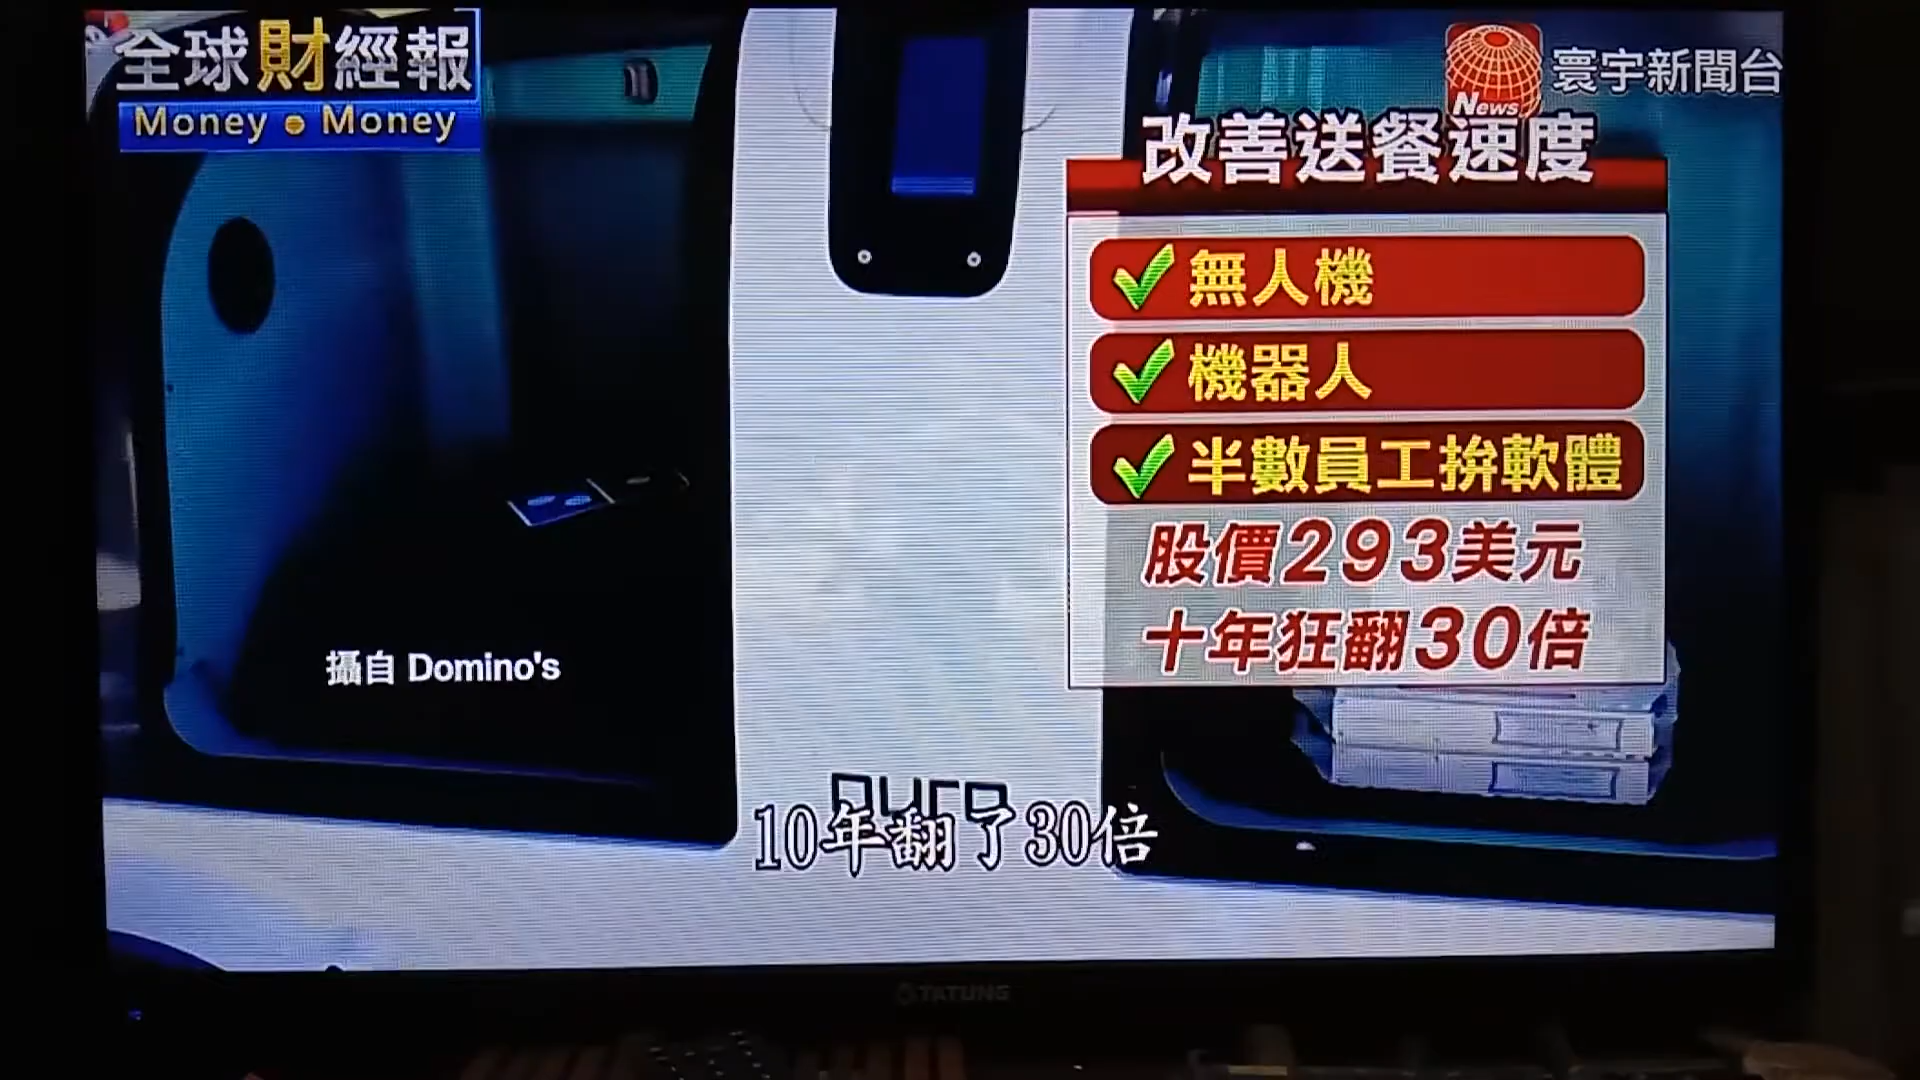 全球財經報
Money Money
寰宇新聞台
News
改善送餐速度
無人機
機器人
半數員工拚軟體
股價293美元
十年狂翻30倍
攝自 Domino's
10年翻了30倍
TATUNG